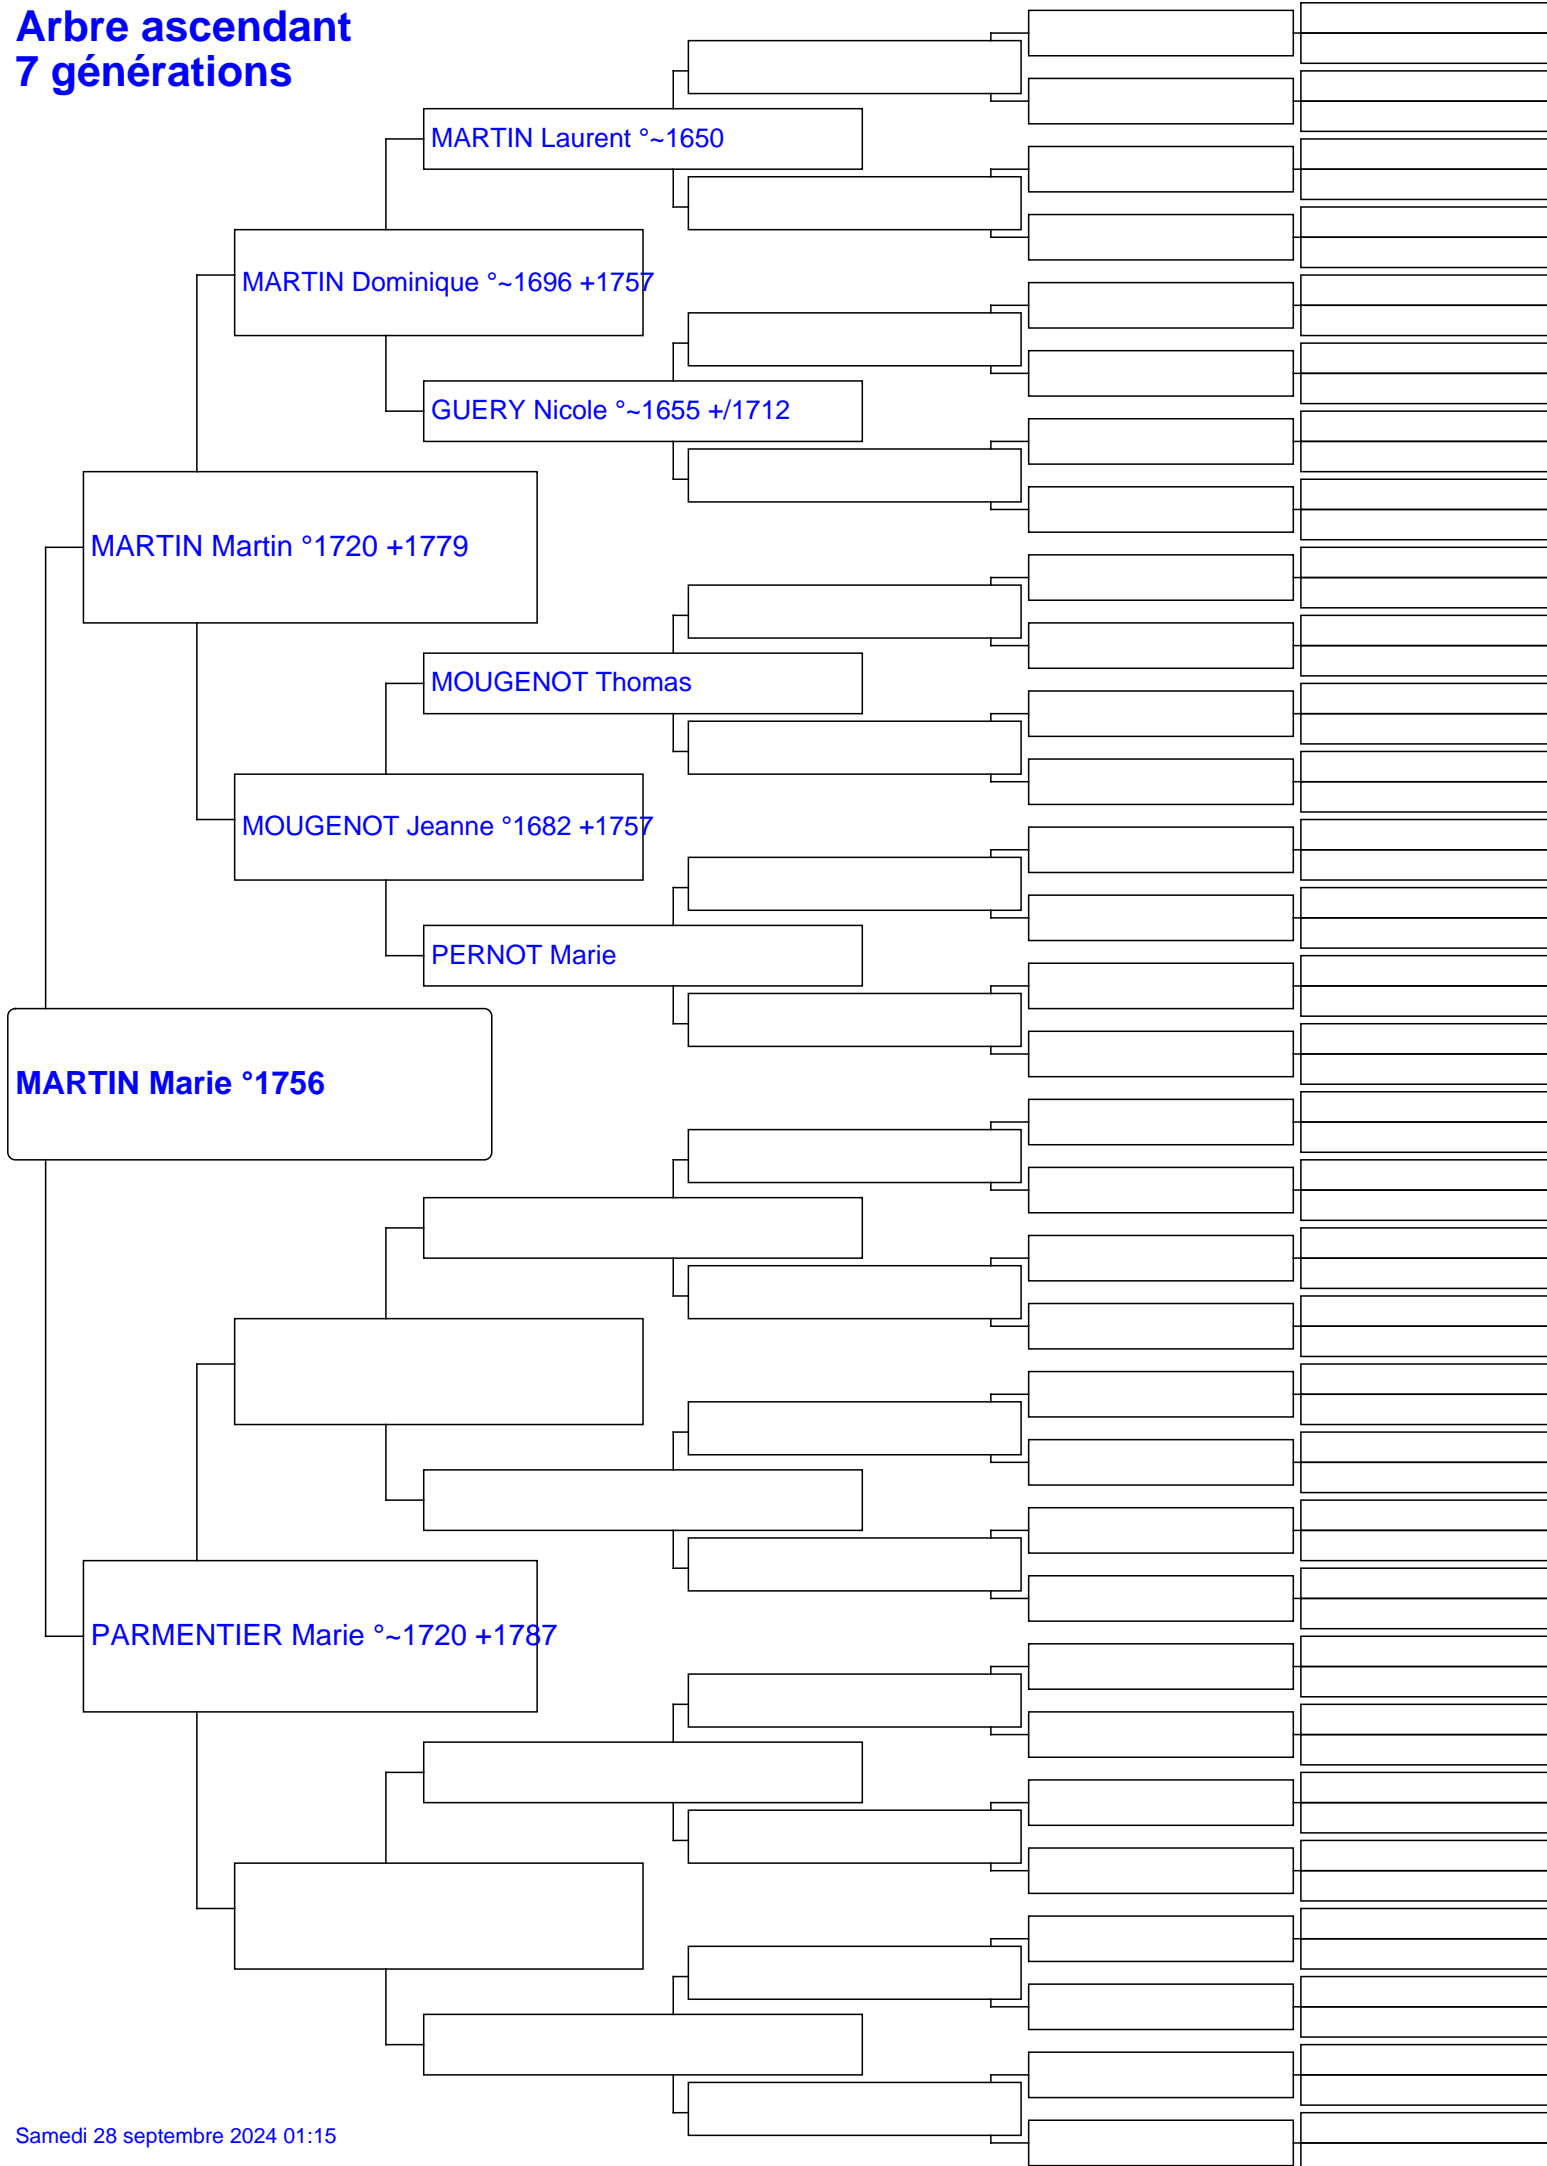 Arbre ascendant
7 générations
MARTIN Laurent °~1650
MARTIN Dominique °~1696 +1757
GUERY Nicole °~1655 +/1712
MARTIN Martin °1720 +1779
MOUGENOT Thomas
MOUGENOT Jeanne °1682 +1757
PERNOT Marie
MARTIN Marie °1756
PARMENTIER Marie °~1720 +1787
Samedi 28 septembre 2024 01:15